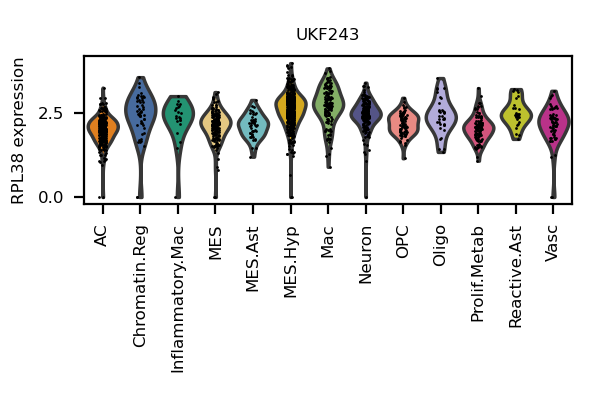 UKF243
RPL38 expression
2.5
0.0
AC
Chromatin.Reg
Inflammatory.Mac
MES
MES.Ast
MES.Hyp
Mac
Neuron
OPC
Oligo
Prolif.Metab
Reactive.Ast
Vasc